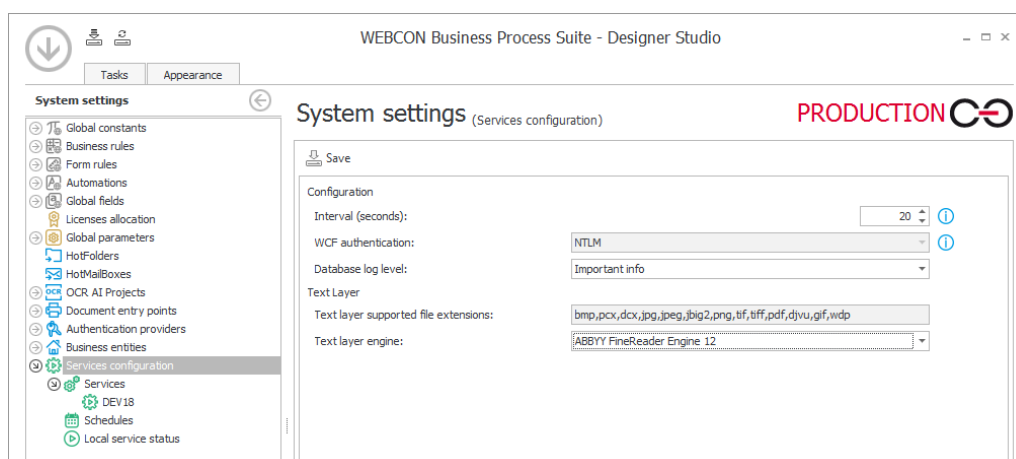 WEBCON Business Process Suite - Designer Studio
Tasks Appearance
System settings
Global constants
Business rules
Form rules
Automations
Global fields
Licenses allocation
Global parameters
HotFolders
HotMailBoxes
OCR OCR AI Projects
Document entry points
Authentication providers
Business entities
Services configuration
Services
DEV18
Schedules
Local service status
System settings (Services configuration)
PRODUCTION
Save
Configuration
Interval (seconds): 20
WCF authentication: NTLM
Database log level: Important info
Text Layer
Text layer supported file extensions: bmp,pcx,dcx,jpg,jpeg,jbig2,png,tif,tiff,pdf,djvu,gif,wdp
Text layer engine: ABBYY FineReader Engine 12